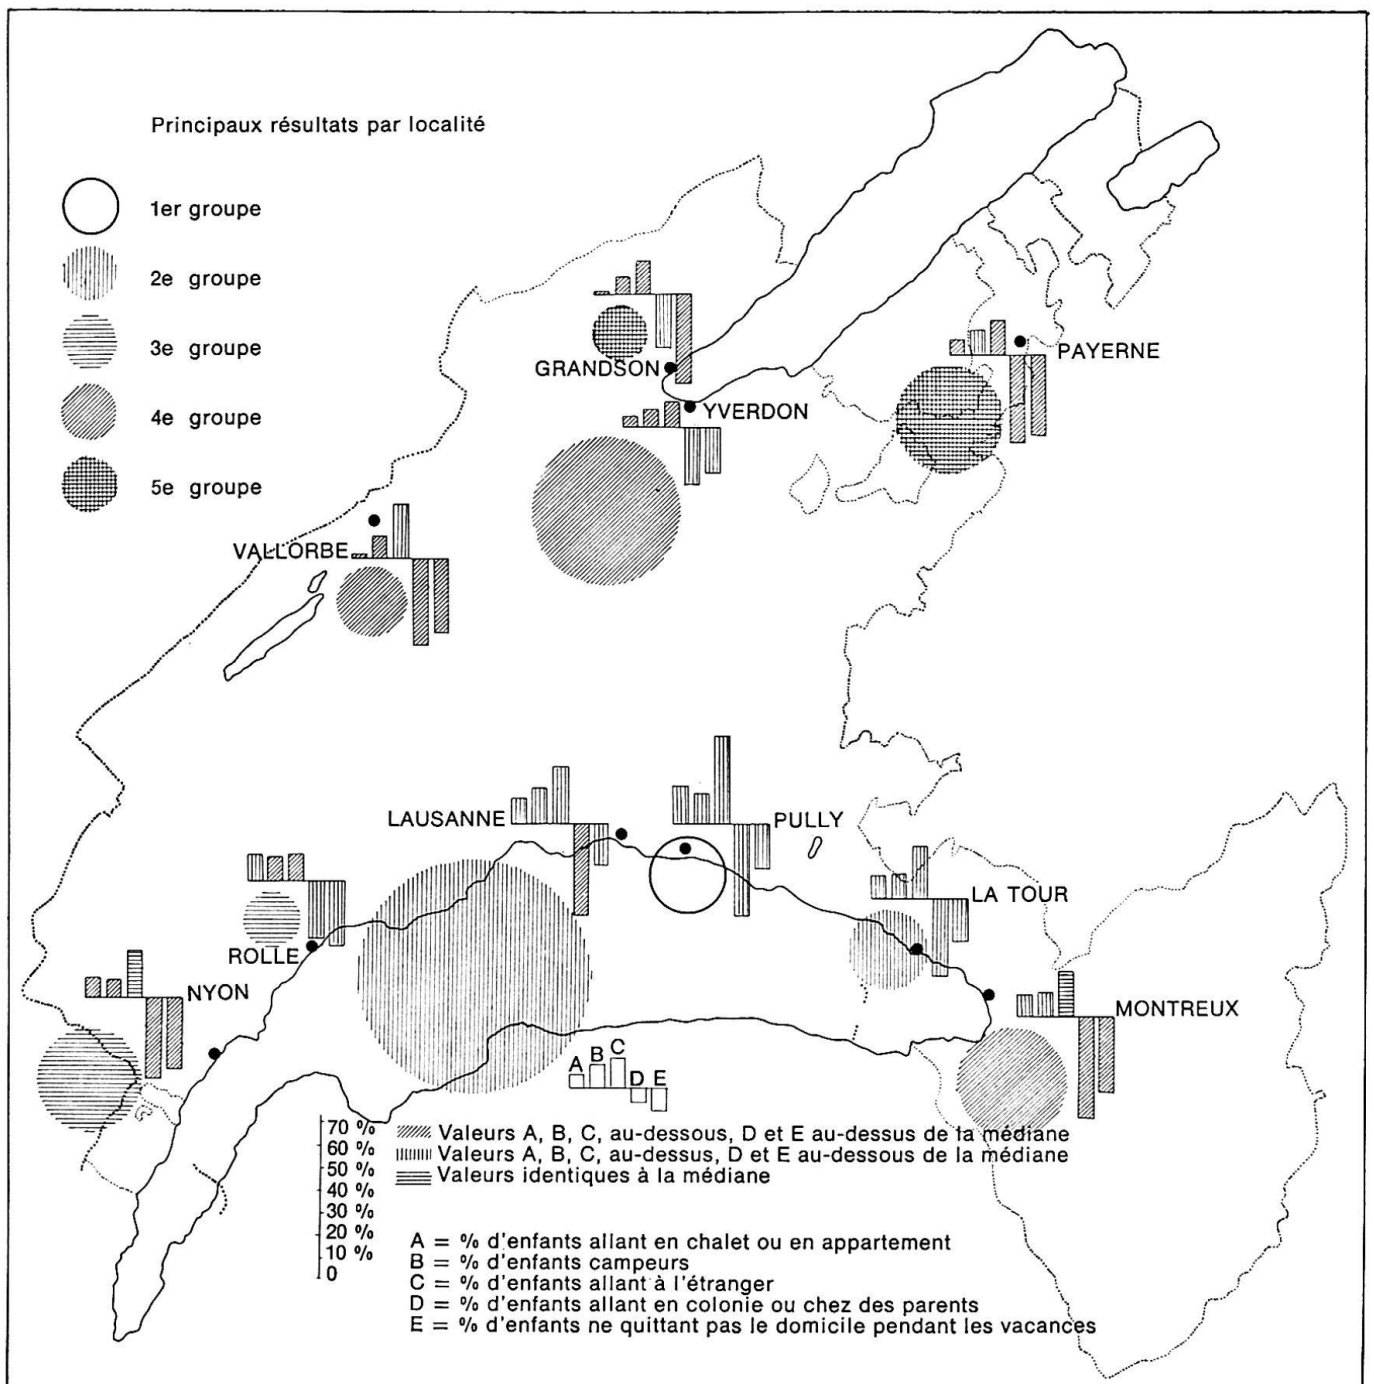 Principaux résultats par localité
1er groupe
2e groupe
3e groupe
4e groupe
5e groupe
GRANDSON
YVERDON
PAYERNE
VALLORBE
LAUSANNE
PULLY
LA TOUR
ROLLE
NYON
MONTREUX
A B C
D E
70 %
60 %
50 %
40 %
30 %
20 %
10 %
0
Valeurs A, B, C, au-dessous, D et E au-dessus de la médiane
Valeurs A, B, C, au-dessus, D et E au-dessous de la médiane
Valeurs identiques à la médiane
A = % d'enfants allant en chalet ou en appartement
B = % d'enfants campeurs
C = % d'enfants allant à l'étranger
D = % d'enfants allant en colonie ou chez des parents
E = % d'enfants ne quittant pas le domicile pendant les vacances